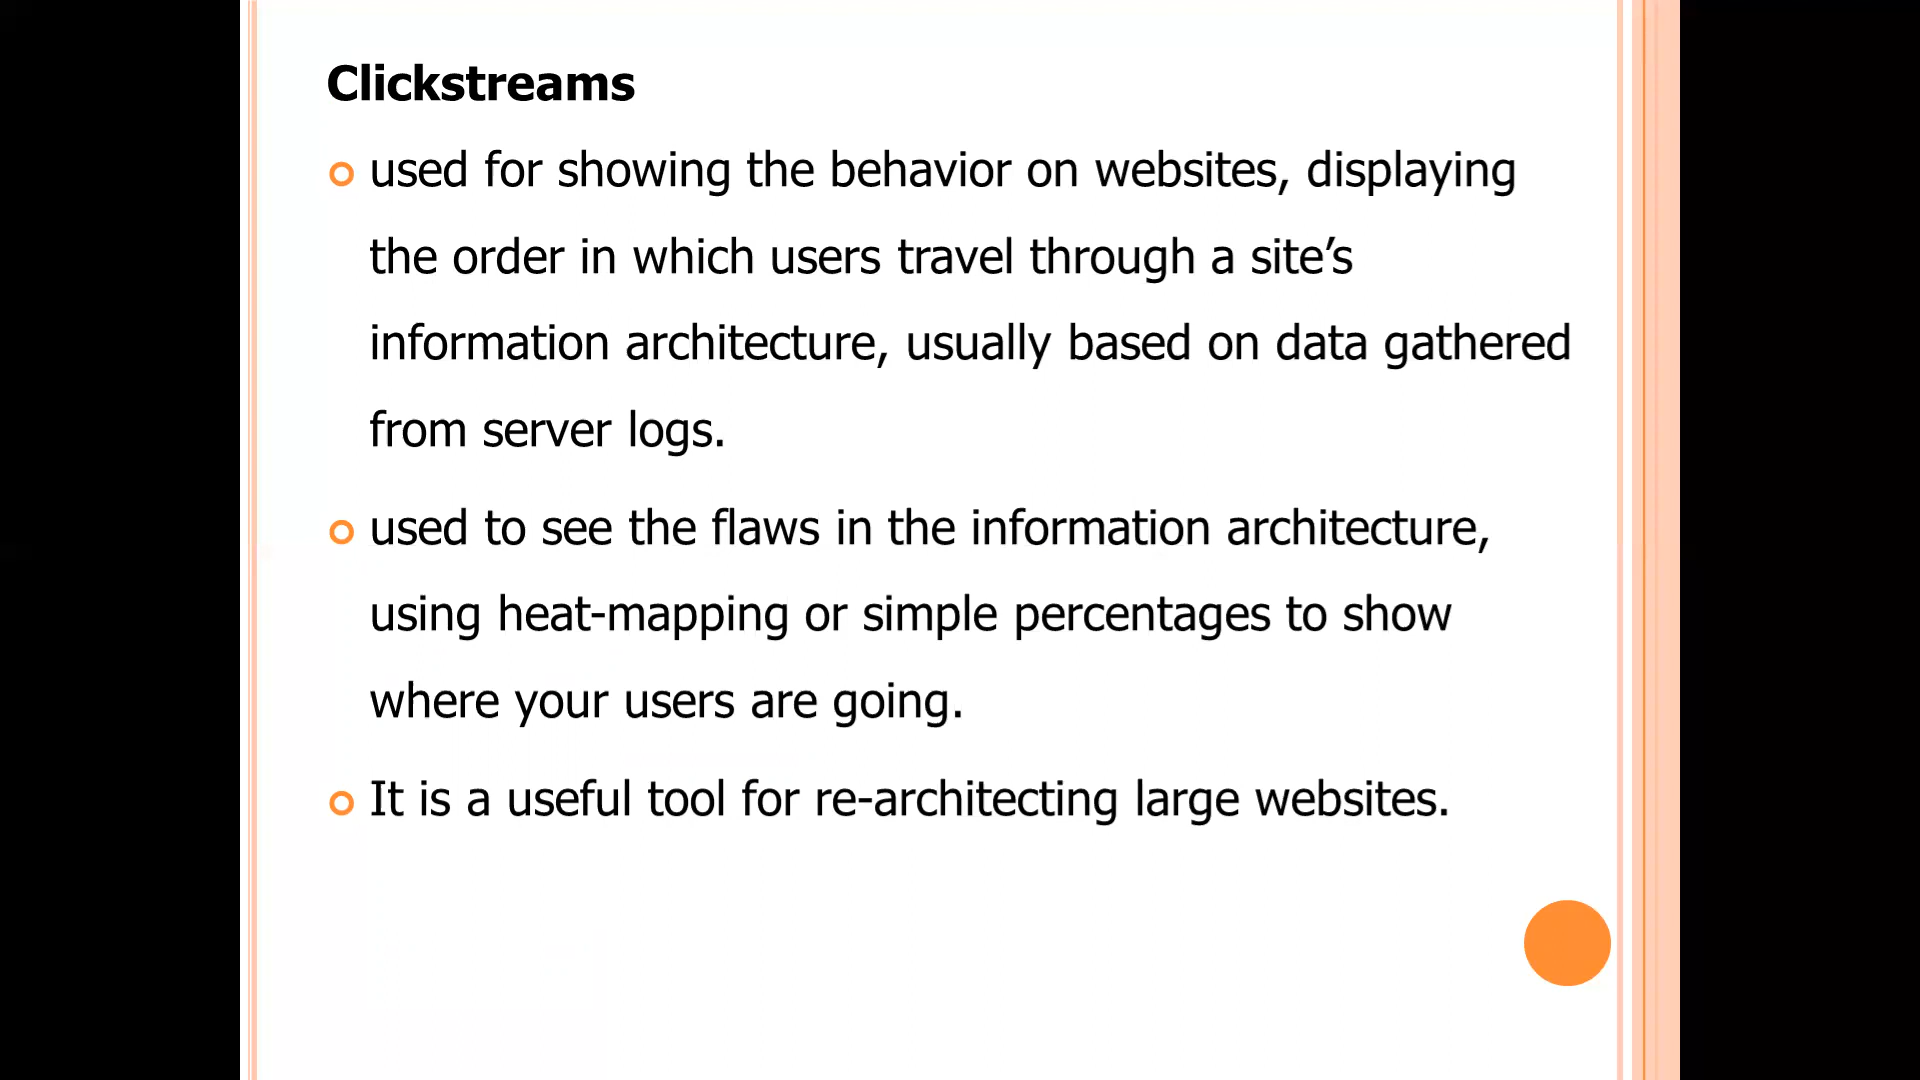 Clickstreams
used for showing the behavior on websites, displaying
the order in which users travel through a site’s
information architecture, usually based on data gathered
from server logs.
used to see the flaws in the information architecture,
using heat-mapping or simple percentages to show
where your users are going.
It is a useful tool for re-architecting large websites.